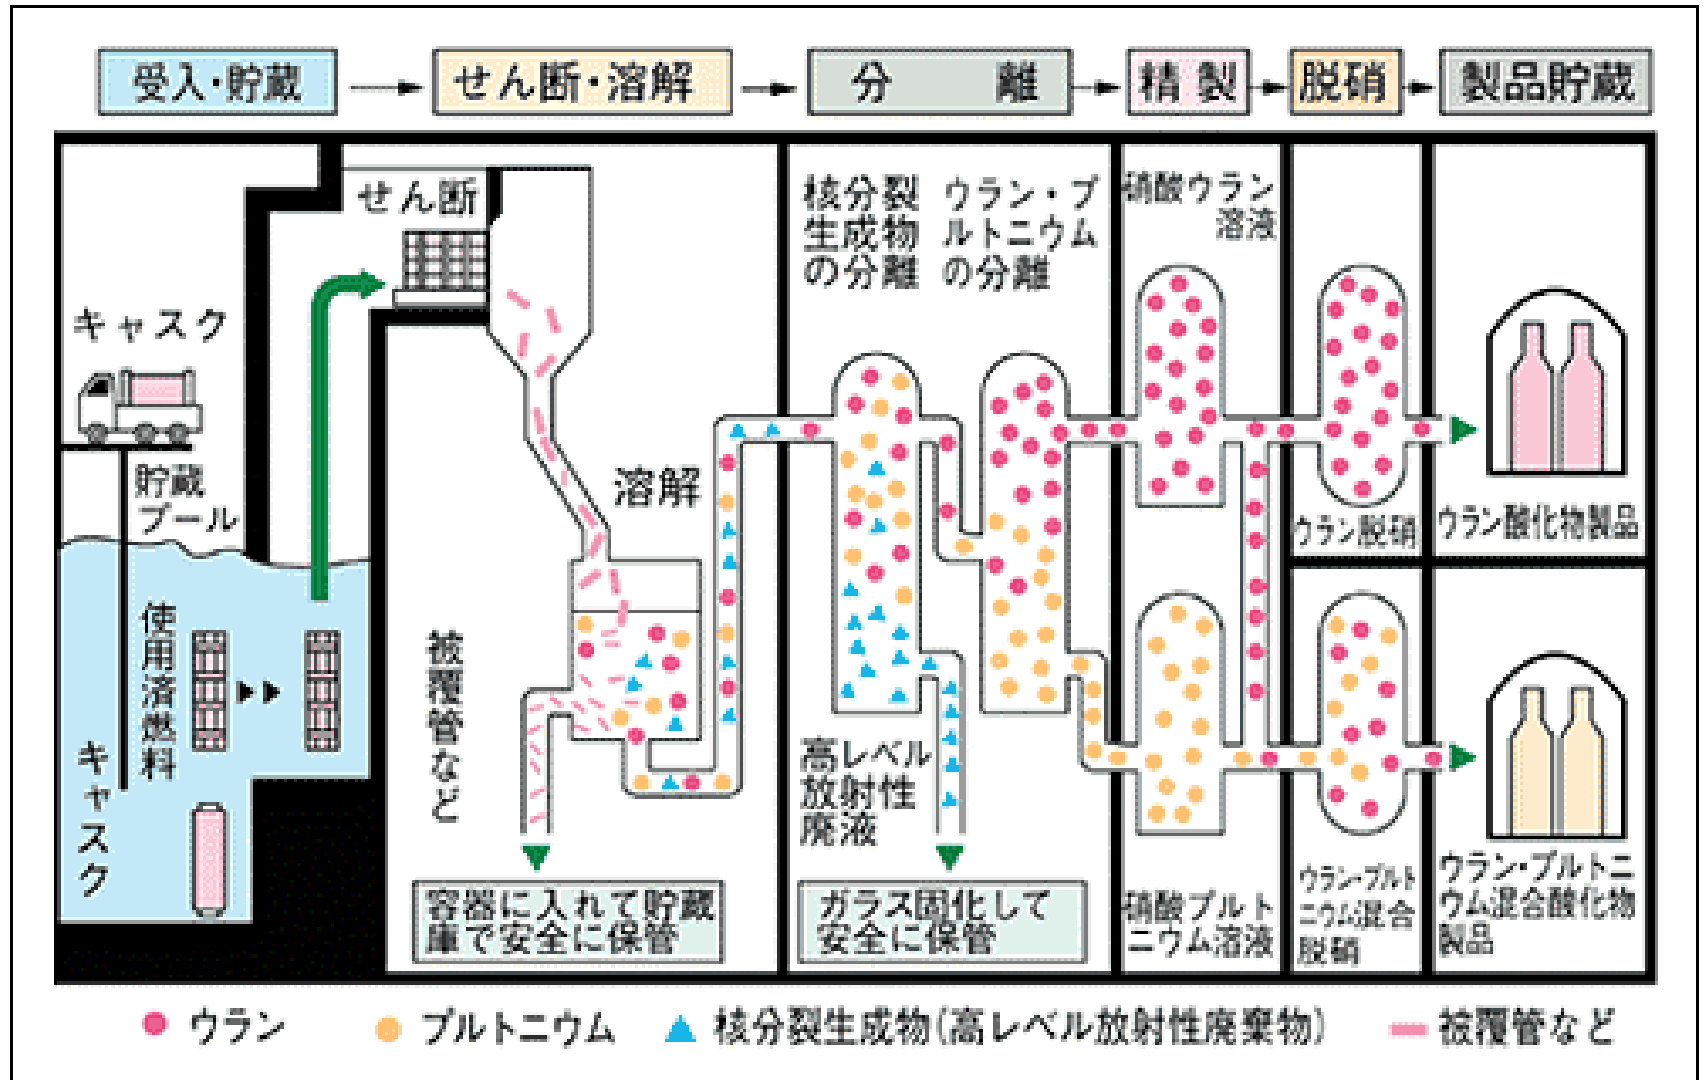 受入・貯蔵
せん断・溶解
分離
精製
脱硝
製品貯蔵
せん断
キャスク
貯蔵
プール
使用済燃料
キャスク
被覆管など
溶解
容器に入れて貯蔵
庫で安全に保管
核分裂
生成物
の分離
ウラン・プ
ルトニウム
の分離
高レベル
放射性
廃液
ガラス固化して
安全に保管
硝酸ウラン
溶液
硝酸プルト
ニウム溶液
ウラン脱硝
ウラン・プルト
ニウム混合
脱硝
ウラン酸化物製品
ウラン・プルトニ
ウム混合酸化物
製品
ウラン
プルトニウム
核分裂生成物(高レベル放射性廃棄物)
被覆管など